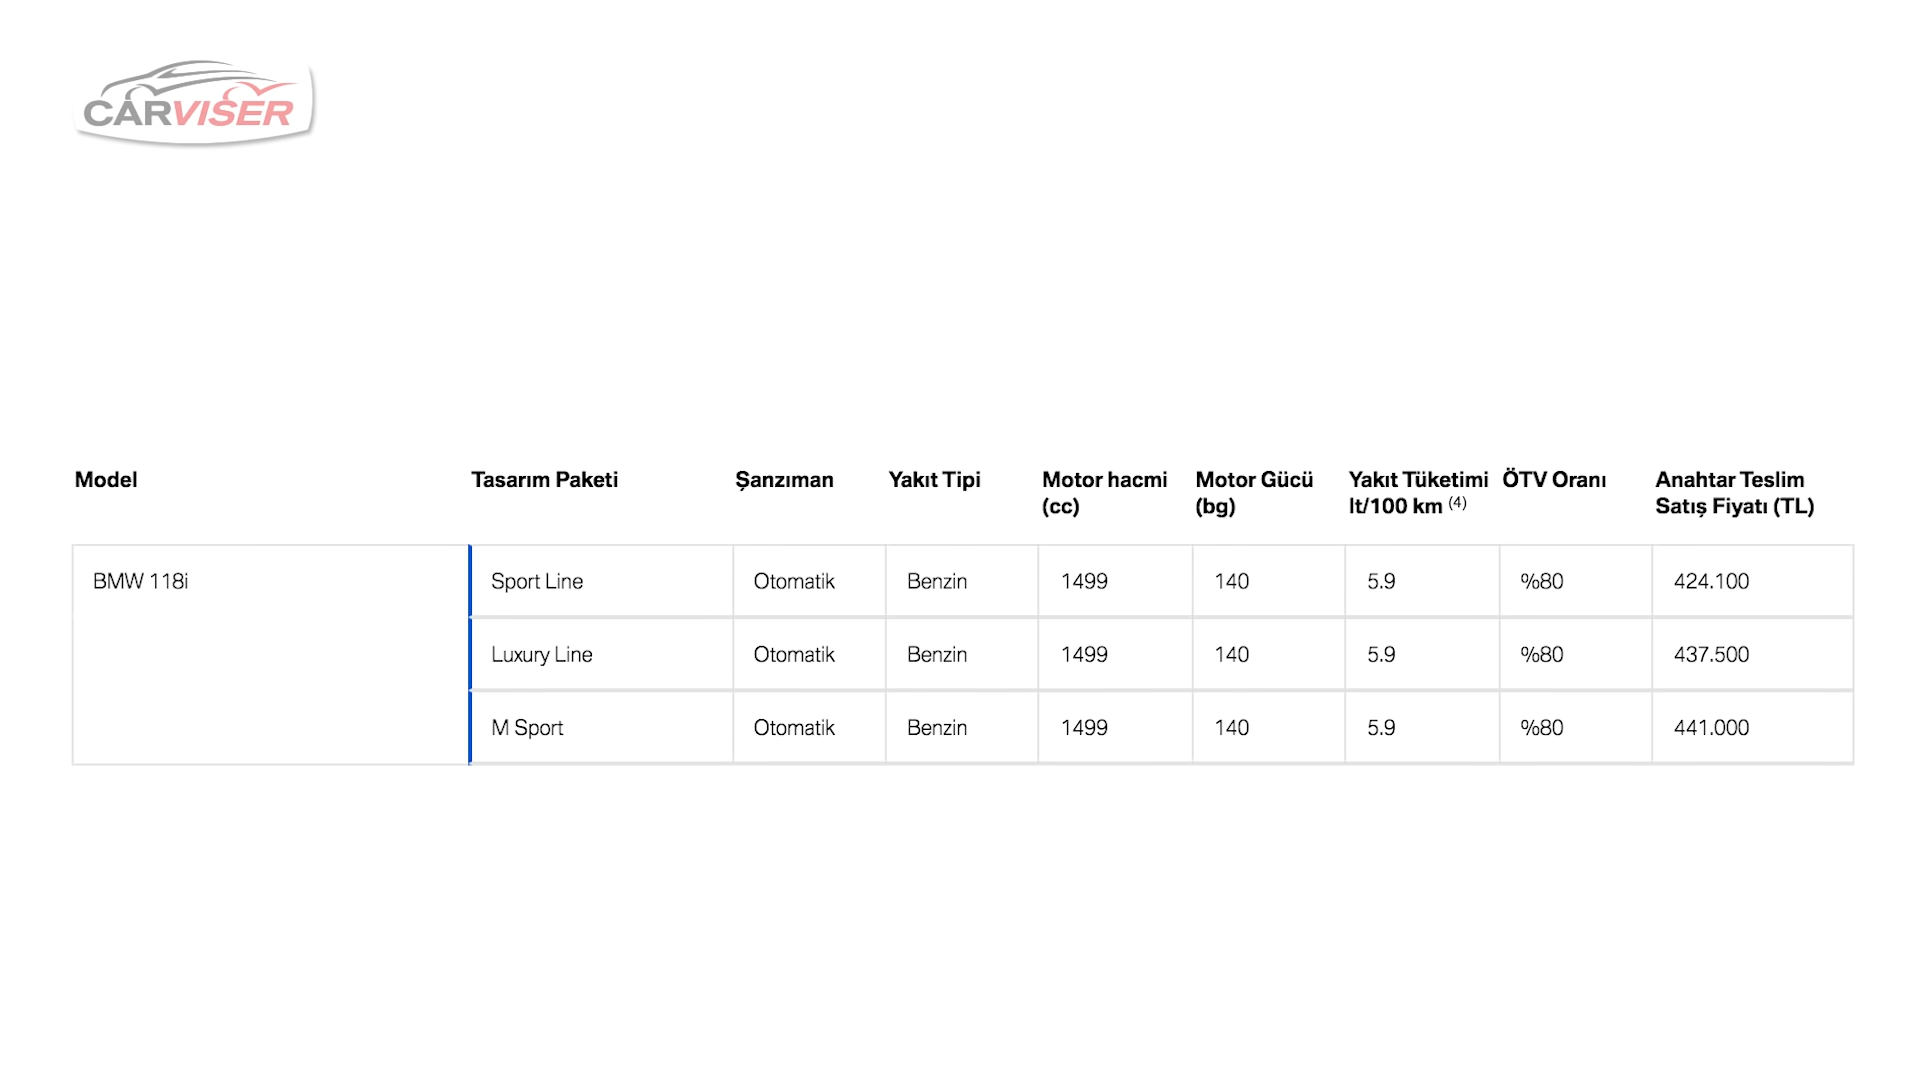 CARVISER
Model Tasarım Paketi Şanzıman Yakıt Tipi Motor hacmi (cc) Motor Gücü (bg) Yakıt Tüketimi lt/100 km (4) ÖTV Oranı Anahtar Teslim Satış Fiyatı (TL)
BMW 118i Sport Line Otomatik Benzin 1499 140 5.9 %80 424.100
Luxury Line Otomatik Benzin 1499 140 5.9 %80 437.500
M Sport Otomatik Benzin 1499 140 5.9 %80 441.000